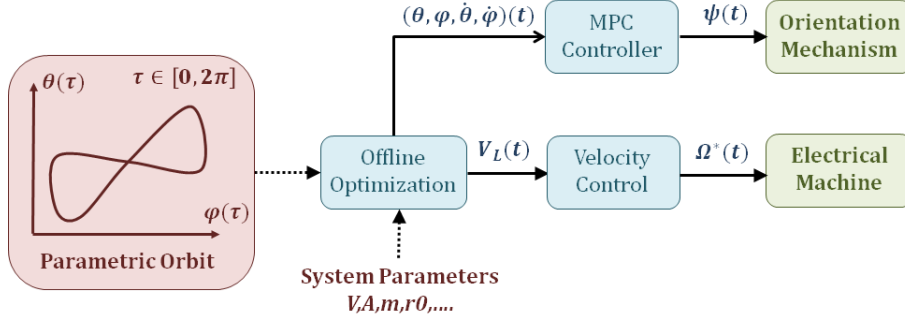 θ(τ)
τ ∈ [0, 2π]
φ(τ)
Parametric Orbit
(θ, φ, θ̇, φ̇)(t)
MPC
Controller
ψ(t)
Orientation
Mechanism
Offline
Optimization
V_L(t)
Velocity
Control
Ω*(t)
Electrical
Machine
System Parameters
V,A,m,r0,....